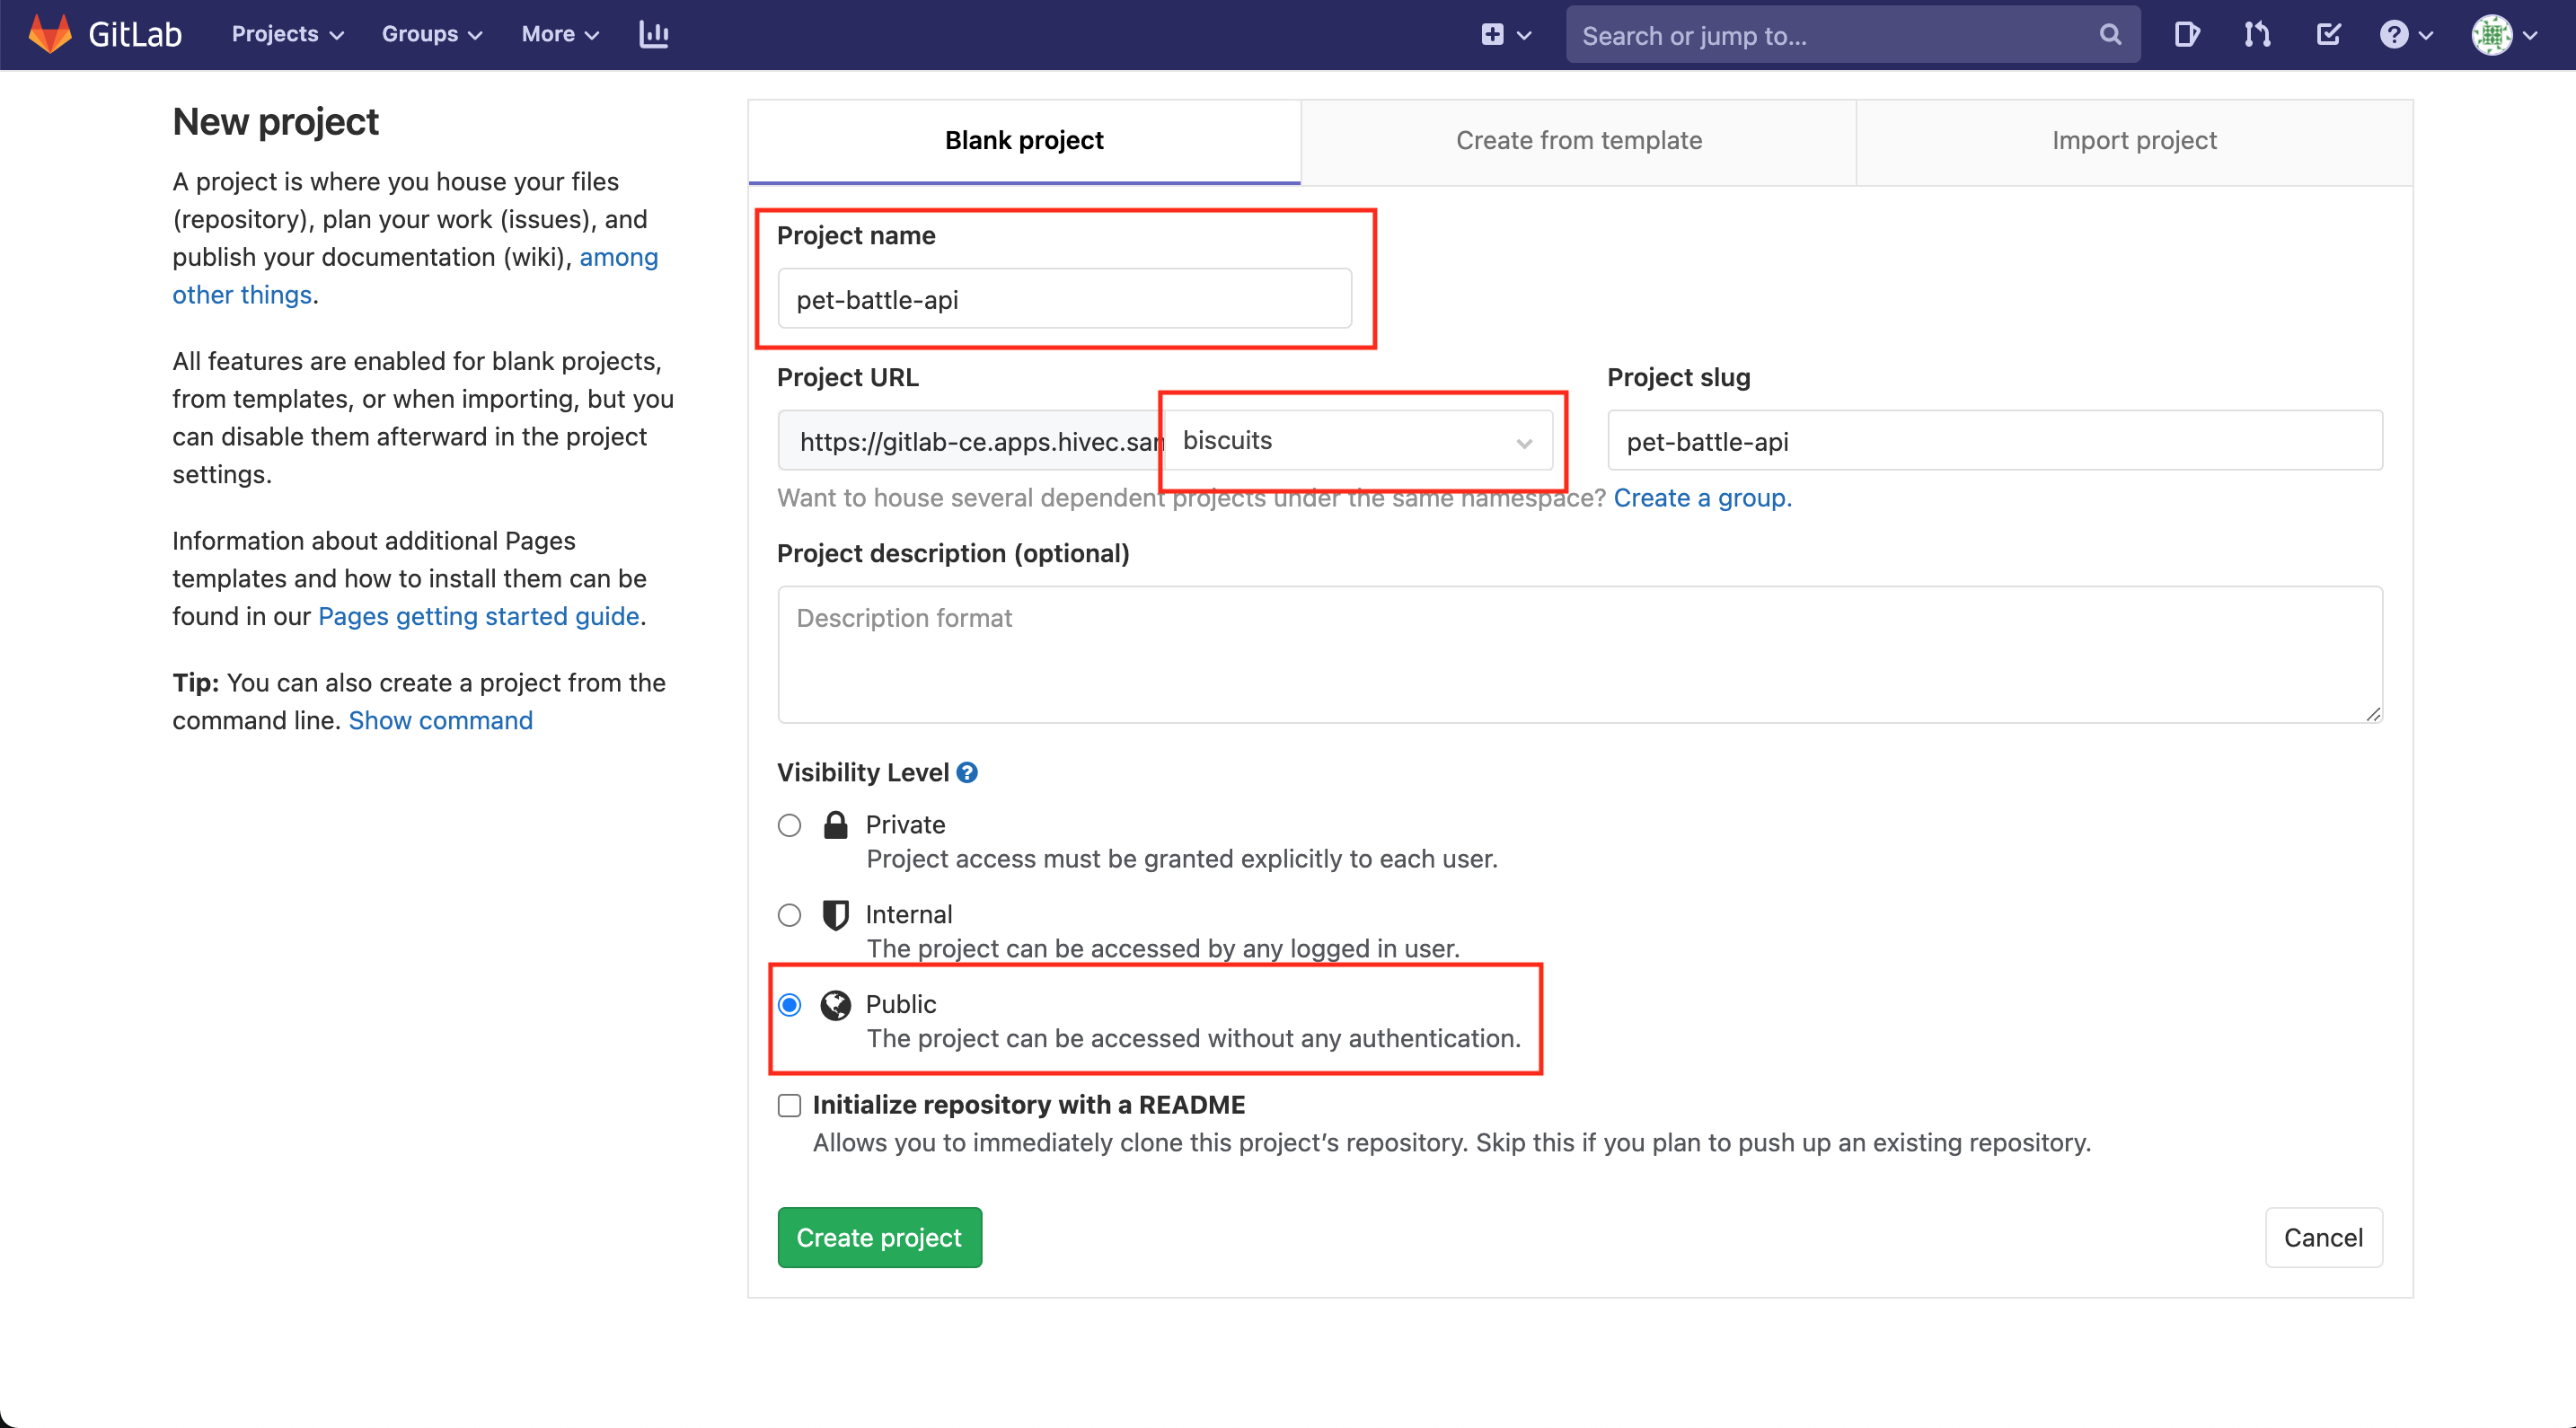 GitLab Projects Groups More Search or jump to...
New project
A project is where you house your files
(repository), plan your work (issues), and
publish your documentation (wiki), among
other things.
All features are enabled for blank projects,
from templates, or when importing, but you
can disable them afterward in the project
settings.
Information about additional Pages
templates and how to install them can be
found in our Pages getting started guide.
Tip: You can also create a project from the
command line. Show command
Blank project Create from template Import project
Project name
pet-battle-api
Project URL
https://gitlab-ce.apps.hivec.san
biscuits
Project slug
pet-battle-api
Want to house several dependent projects under the same namespace? Create a group.
Project description (optional)
Description format
Visibility Level
Private
Project access must be granted explicitly to each user.
Internal
The project can be accessed by any logged in user.
Public
The project can be accessed without any authentication.
Initialize repository with a README
Allows you to immediately clone this project’s repository. Skip this if you plan to push up an existing repository.
Create project Cancel